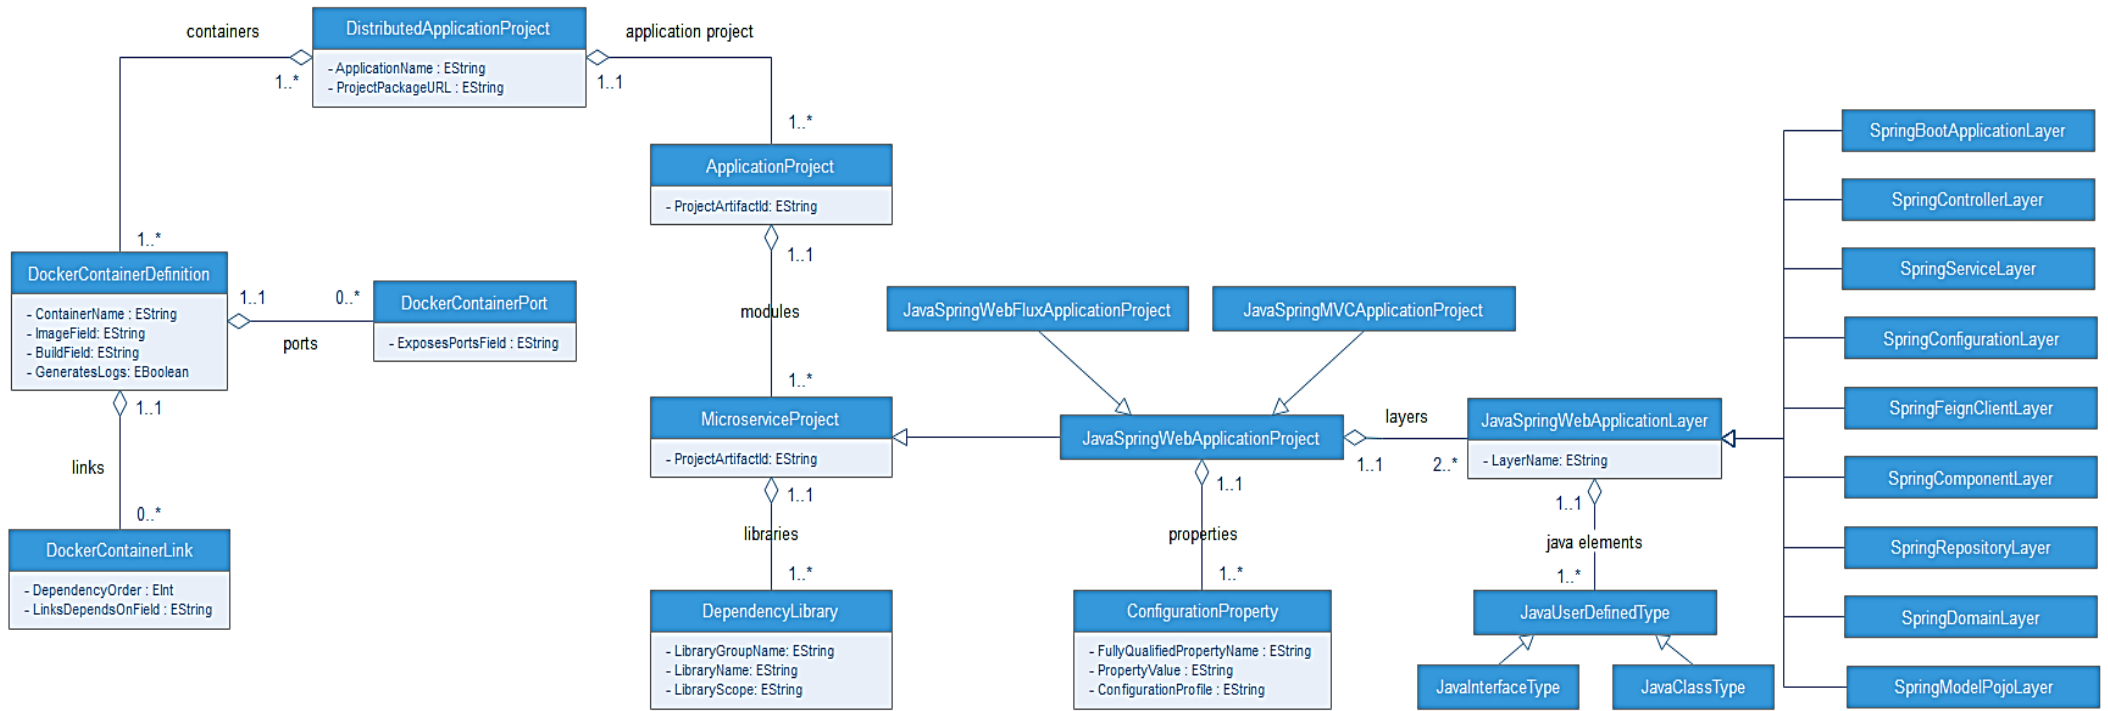 containers
DistributedApplicationProject
application project
- ApplicationName : EString
- ProjectPackageURL : EString
1..*
1..1
1..*
ApplicationProject
- ProjectArtifactId: EString
1..1
modules
1..*
1..*
DockerContainerDefinition
- ContainerName : EString
- ImageField: EString
- BuildField: EString
- GeneratesLogs: EBoolean
1..1
0..*
ports
DockerContainerPort
- ExposesPortsField : EString
1..1
links
0..*
DockerContainerLink
- DependencyOrder : EInt
- LinksDependsOnField : EString
MicroserviceProject
- ProjectArtifactId: EString
1..1
libraries
1..*
DependencyLibrary
- LibraryGroupName: EString
- LibraryName: EString
- LibraryScope: EString
JavaSpringWebFluxApplicationProject
JavaSpringMVCApplicationProject
JavaSpringWebApplicationProject
layers
1..1
2..*
1..1
properties
1..*
ConfigurationProperty
- FullyQualifiedPropertyName : EString
- PropertyValue : EString
- ConfigurationProfile : EString
JavaSpringWebApplicationLayer
- LayerName: EString
1..1
java elements
1..*
JavaUserDefinedType
JavaInterfaceType
JavaClassType
SpringBootApplicationLayer
SpringControllerLayer
SpringServiceLayer
SpringConfigurationLayer
SpringFeignClientLayer
SpringComponentLayer
SpringRepositoryLayer
SpringDomainLayer
SpringModelPojoLayer